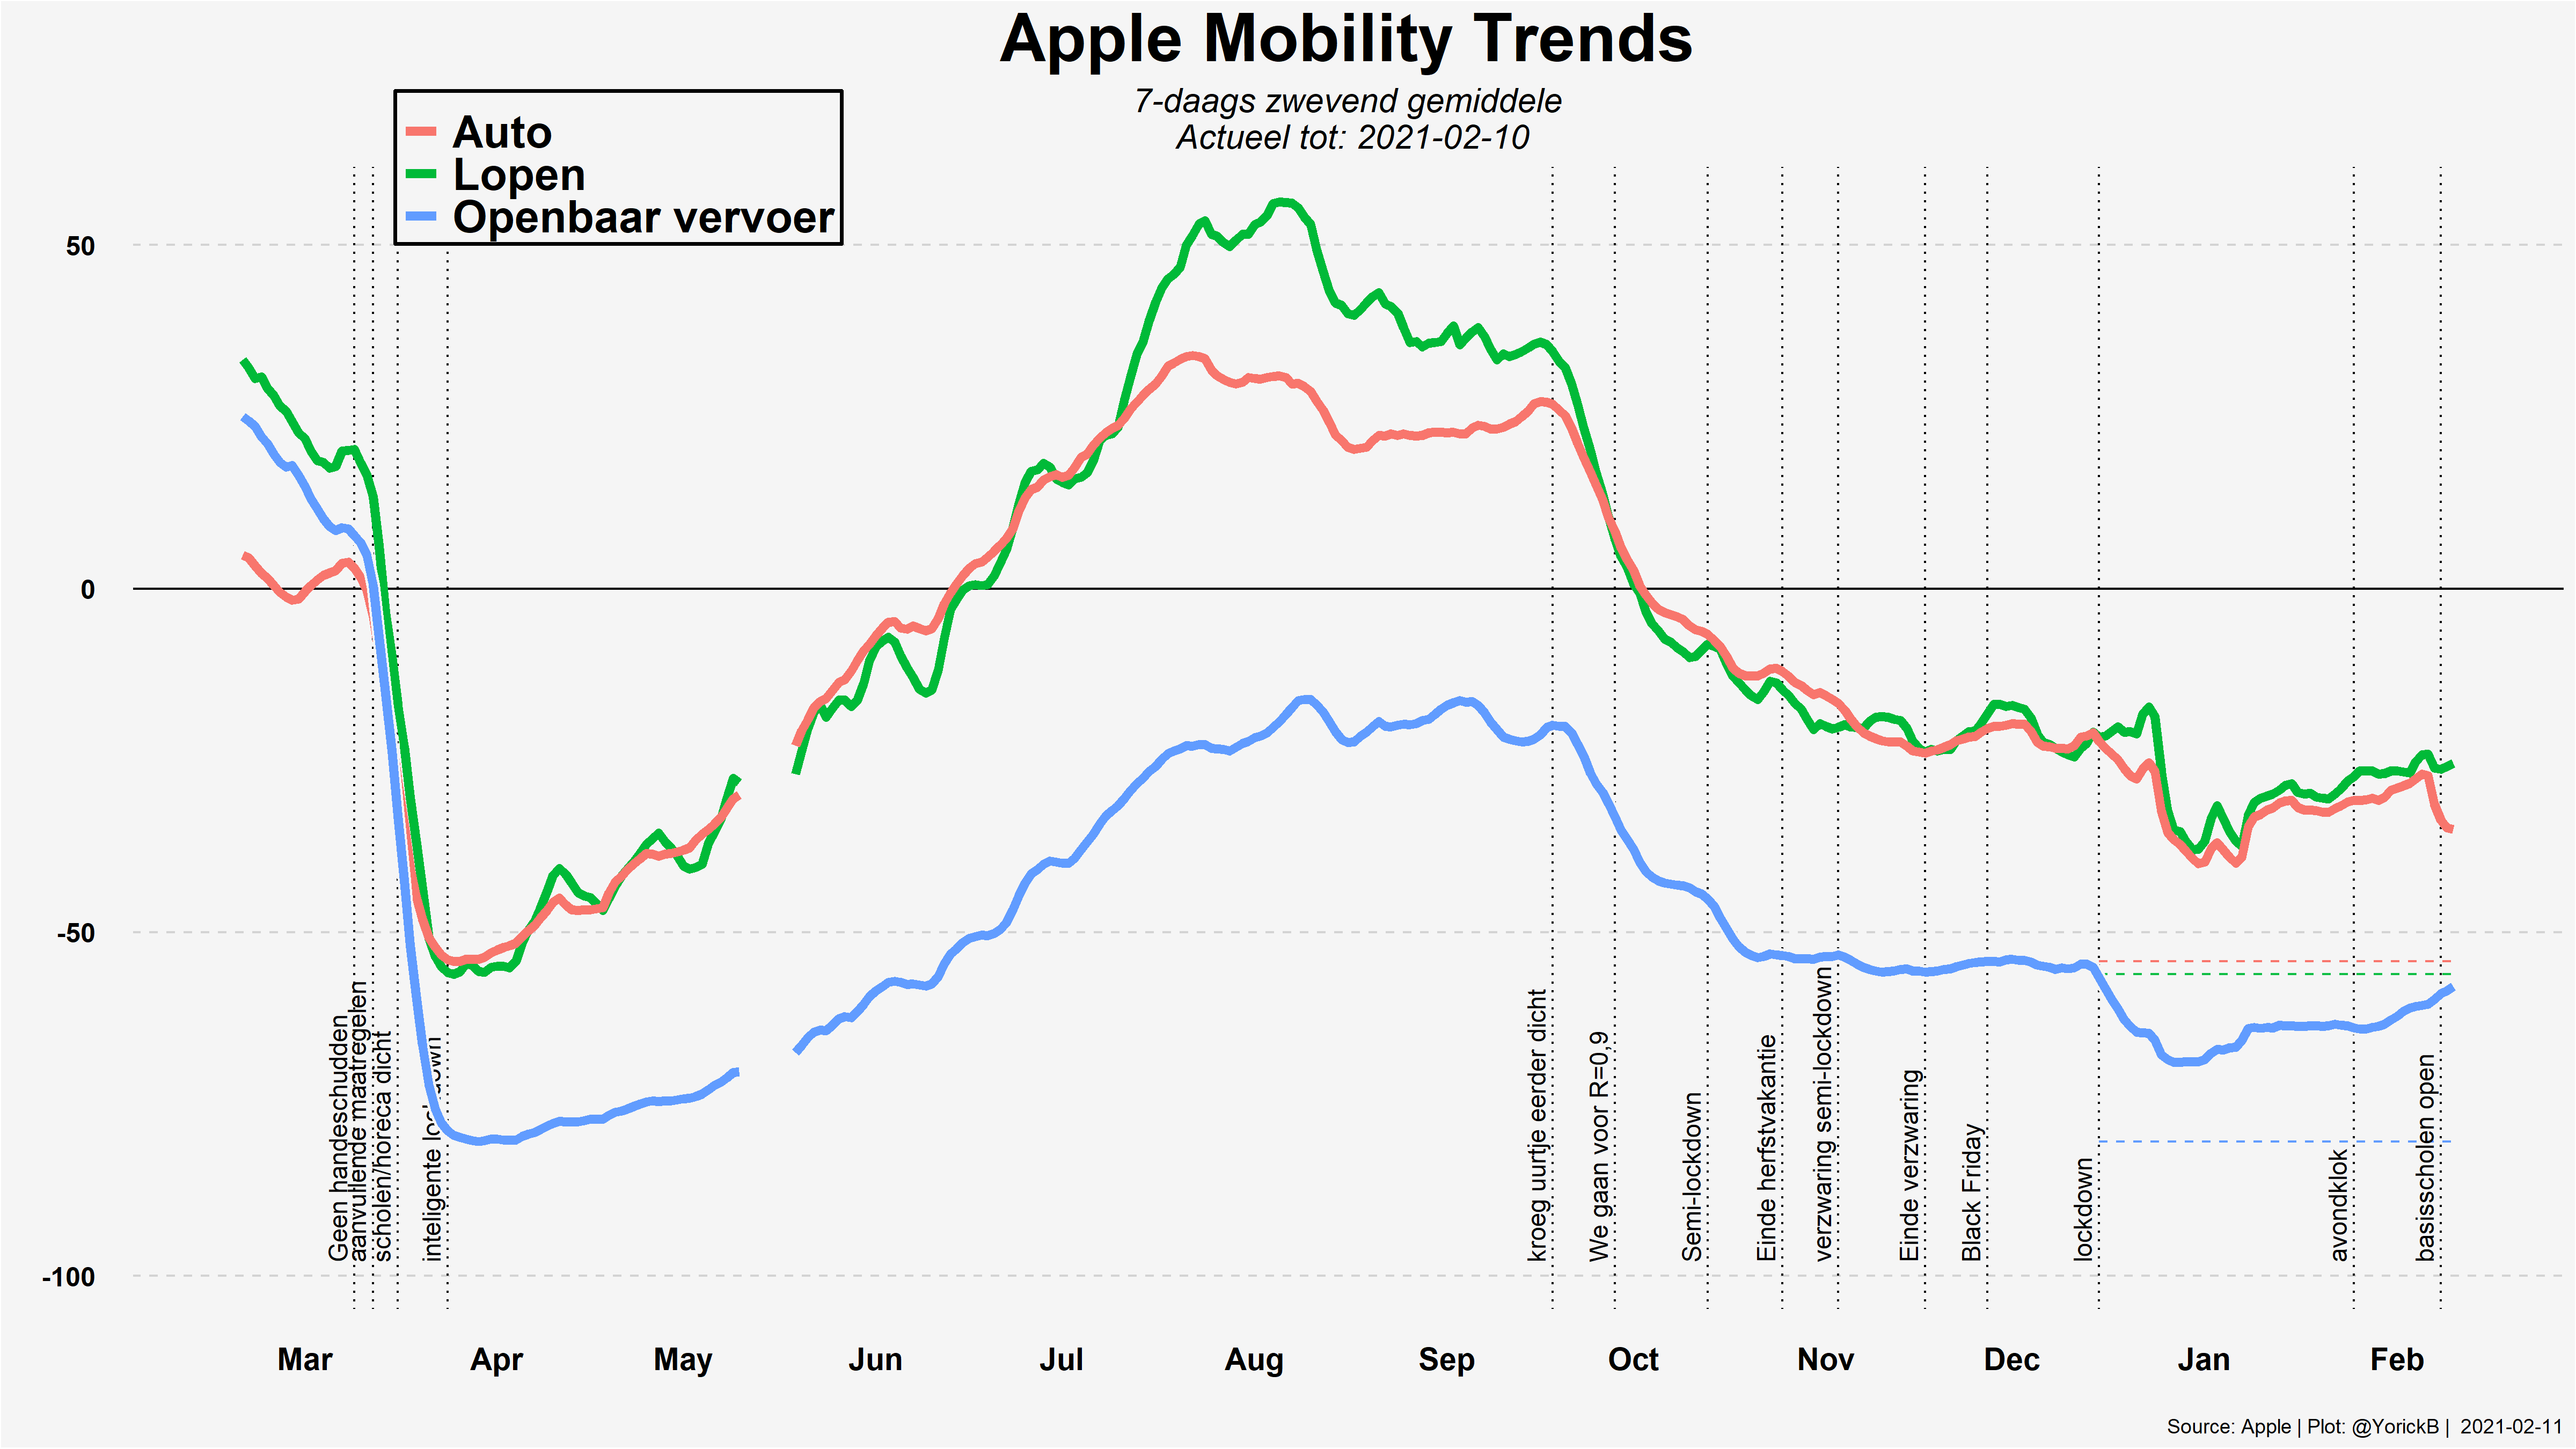 Apple Mobility Trends
7-daags zwevend gemiddele
Actueel tot: 2021-02-10
Auto
Lopen
Openbaar vervoer
50
0
-50
-100
Geen handeschudden
aanvullende maatregelen
scholen/horeca dicht
inteligente lockdown
kroeg uurtje eerder dicht
We gaan voor R=0,9
Semi-lockdown
Einde herfstvakantie
verzwaring semi-lockdown
Einde verzwaring
Black Friday
lockdown
avondklok
basisscholen open
Mar
Apr
May
Jun
Jul
Aug
Sep
Oct
Nov
Dec
Jan
Feb
Source: Apple | Plot: @YorickB | 2021-02-11